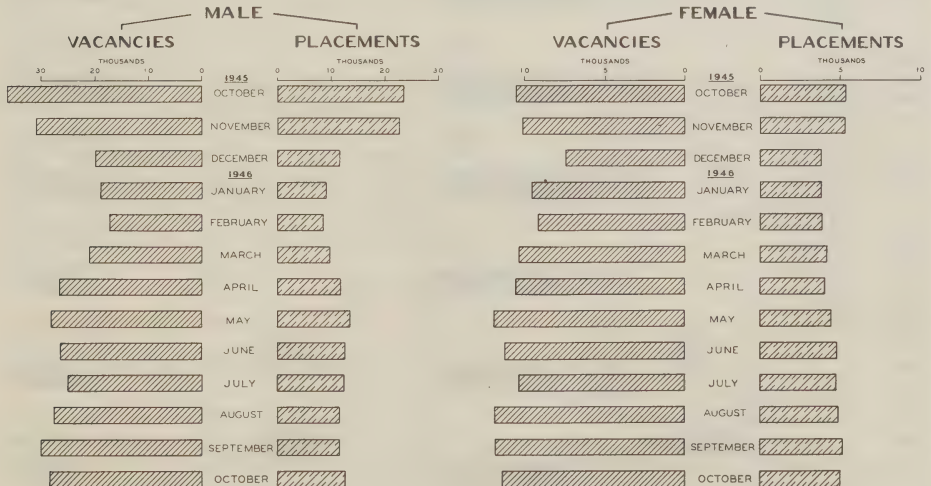 MALE
VACANCIES PLACEMENTS
THOUSANDS THOUSANDS
30 20 10 0 0 10 20 30
1945
OCTOBER
NOVEMBER
DECEMBER
1946
JANUARY
FEBRUARY
MARCH
APRIL
MAY
JUNE
JULY
AUGUST
SEPTEMBER
OCTOBER
FEMALE
VACANCIES PLACEMENTS
THOUSANDS THOUSANDS
10 5 0 0 5 10
1945
OCTOBER
NOVEMBER
DECEMBER
1946
JANUARY
FEBRUARY
MARCH
APRIL
MAY
JUNE
JULY
AUGUST
SEPTEMBER
OCTOBER